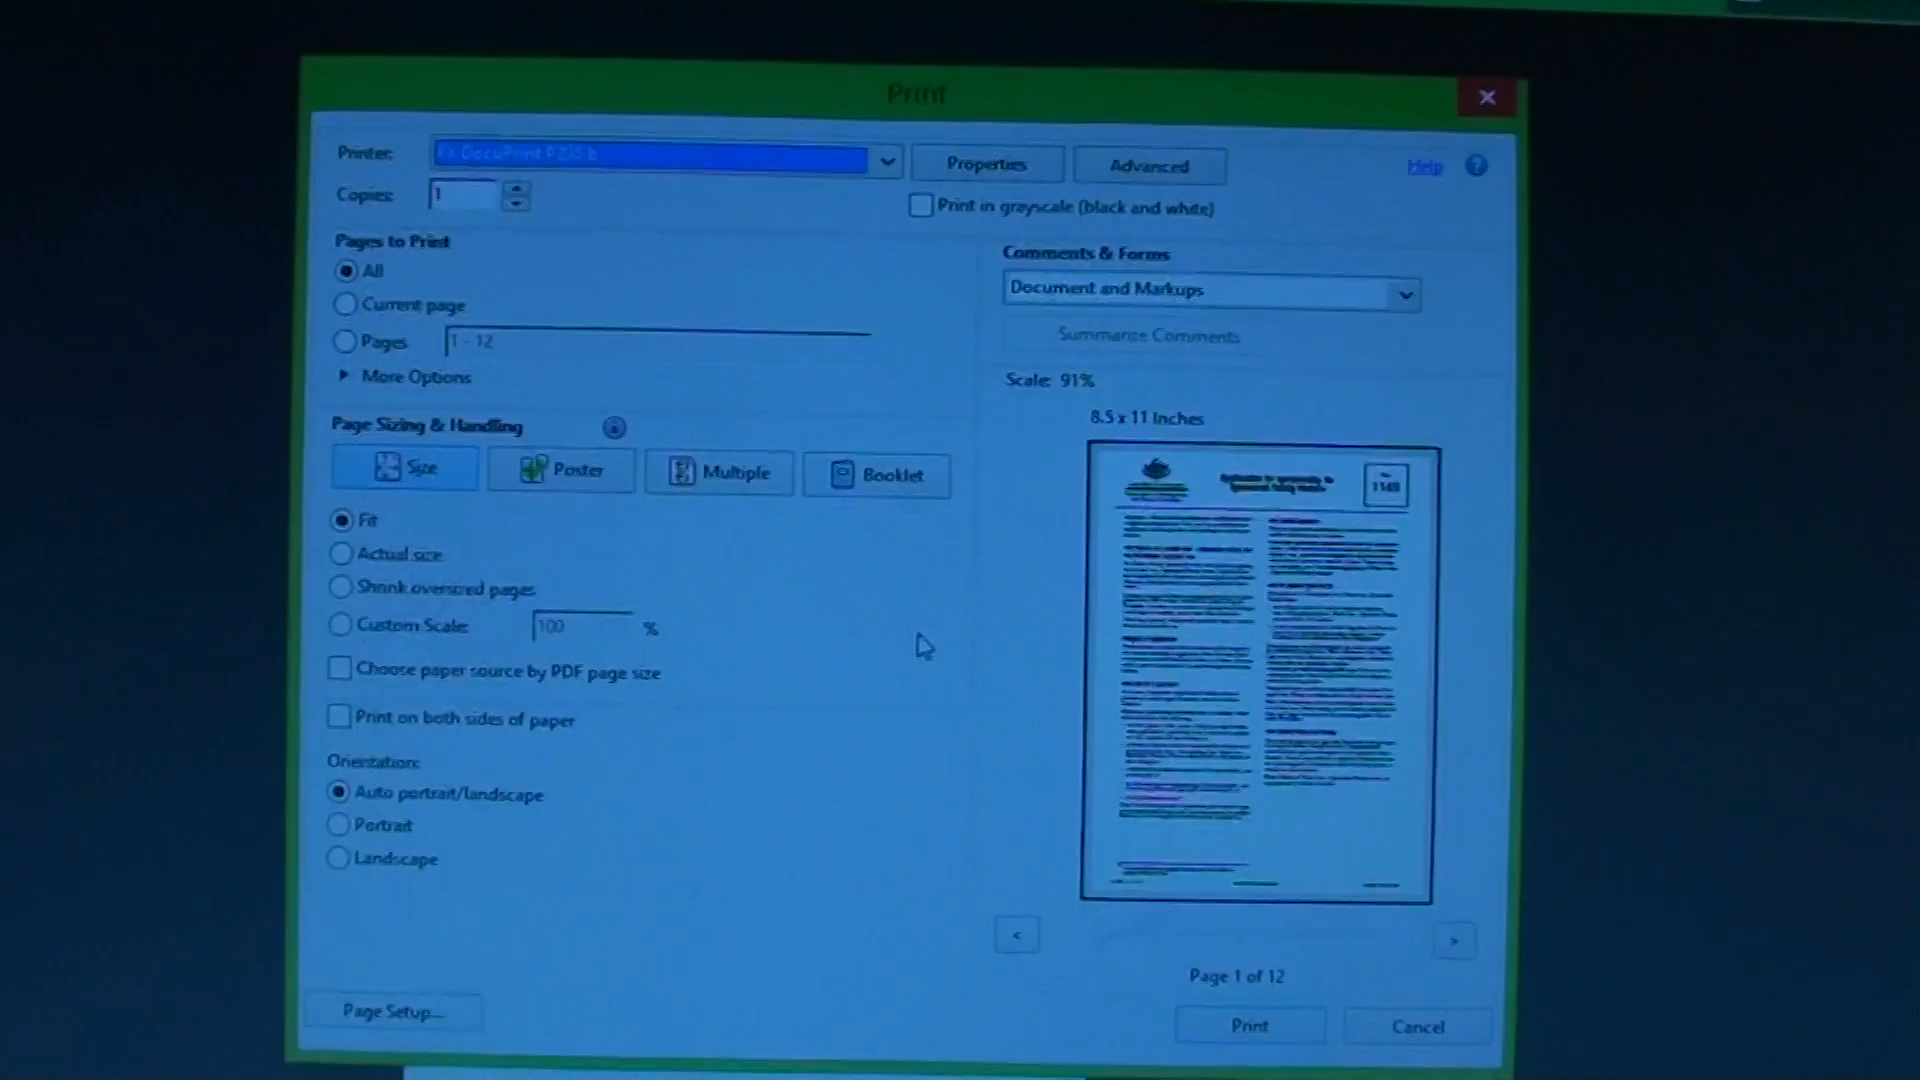 Print
Printer: FX DocuPrint P255 b Properties Advanced Help
Copies: 1
Print in grayscale (black and white)
Pages to Print
All
Current page
Pages 1 - 12
More Options
Comments & Forms
Document and Markups
Summarize Comments
Scale: 91%
8.5 x 11 Inches
Page Sizing & Handling
Size Poster Multiple Booklet
Fit
Actual size
Shrink oversized pages
Custom Scale: 100 %
Choose paper source by PDF page size
Print on both sides of paper
Orientation:
Auto portrait/landscape
Portrait
Landscape
< >
Page 1 of 12
Page Setup...
Print Cancel